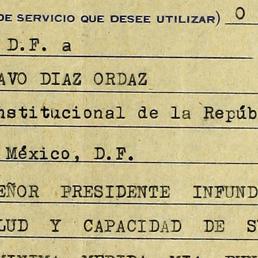 DE SERVICIO QUE DESEE UTILIZAR) O
D.F. a
AVO DIAZ ORDAZ
nstitucional de la Repúb
México, D.F.
EÑOR PRESIDENTE INFUND
LUD Y CAPACIDAD DE S